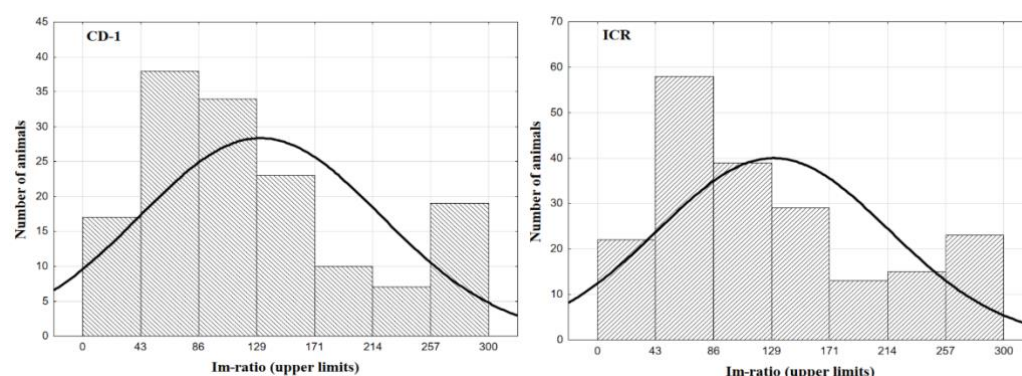 CD-1
Number of animals
45
40
35
30
25
20
15
10
5
0
0 43 86 129 171 214 257 300
Im-ratio (upper limits)
ICR
Number of animals
70
60
50
40
30
20
10
0
0 43 86 129 171 214 257 300
Im-ratio (upper limits)